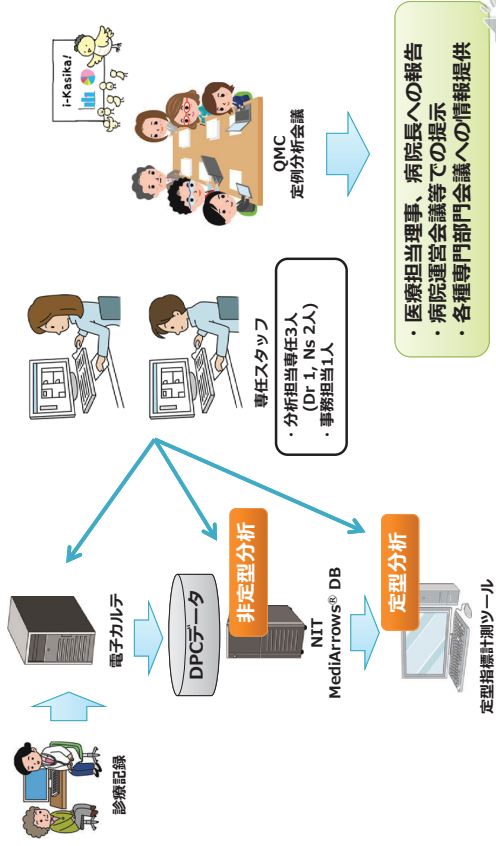 診療記録
電子カルテ
DPCデータ
非定型分析
NIT
MediArrows® DB
定型分析
定型指標計測ツール
専任スタッフ
・分析担当専任3人
(Dr 1, Ns 2人)
・事務担当1人
i-Kasika!
QMC
定例分析会議
・医療担当理事、病院長への報告
・病院運営会議等での提示
・各種専門部門会議への情報提供